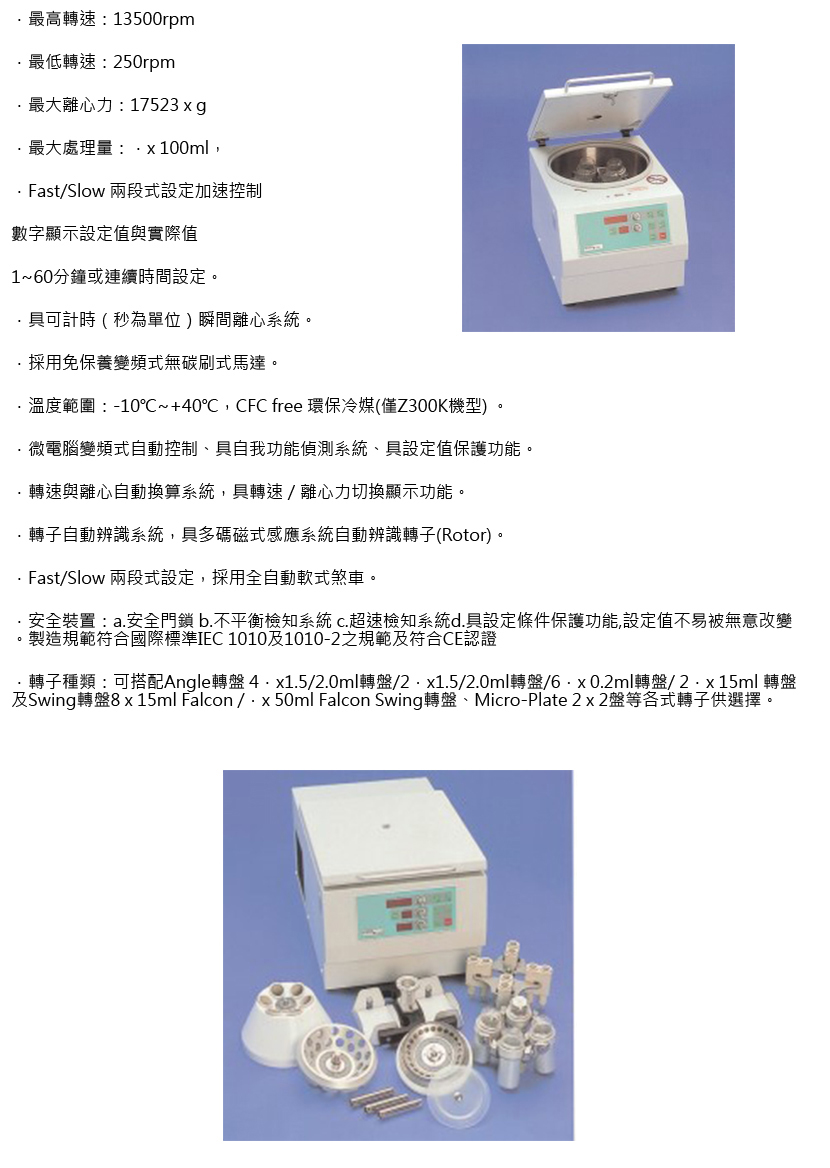 ．最高轉速：13500rpm
．最低轉速：250rpm
．最大離心力：17523 x g
．最大處理量：．x 100ml，
．Fast/Slow 兩段式設定加速控制
數字顯示設定值與實際值
1~60分鐘或連續時間設定。
．具可計時（秒為單位）瞬間離心系統。
．採用免保養變頻式無碳刷式馬達。
．溫度範圍：-10℃~+40℃，CFC free 環保冷媒(僅Z300K機型) 。
．微電腦變頻式自動控制、具自我功能偵測系統、具設定值保護功能。
．轉速與離心自動換算系統，具轉速／離心力切換顯示功能。
．轉子自動辨識系統，具多碼磁式感應系統自動辨識轉子(Rotor)。
．Fast/Slow 兩段式設定，採用全自動軟式煞車。
．安全裝置：a.安全門鎖 b.不平衡檢知系統 c.超速檢知系統d.具設定條件保護功能,設定值不易被無意改變
。製造規範符合國際標準IEC 1010及1010-2之規範及符合CE認證
．轉子種類：可搭配Angle轉盤 4．x1.5/2.0ml轉盤/2．x1.5/2.0ml轉盤/6．x 0.2ml轉盤/ 2．x 15ml 轉盤
及Swing轉盤8 x 15ml Falcon /．x 50ml Falcon Swing轉盤、Micro-Plate 2 x 2盤等各式轉子供選擇。